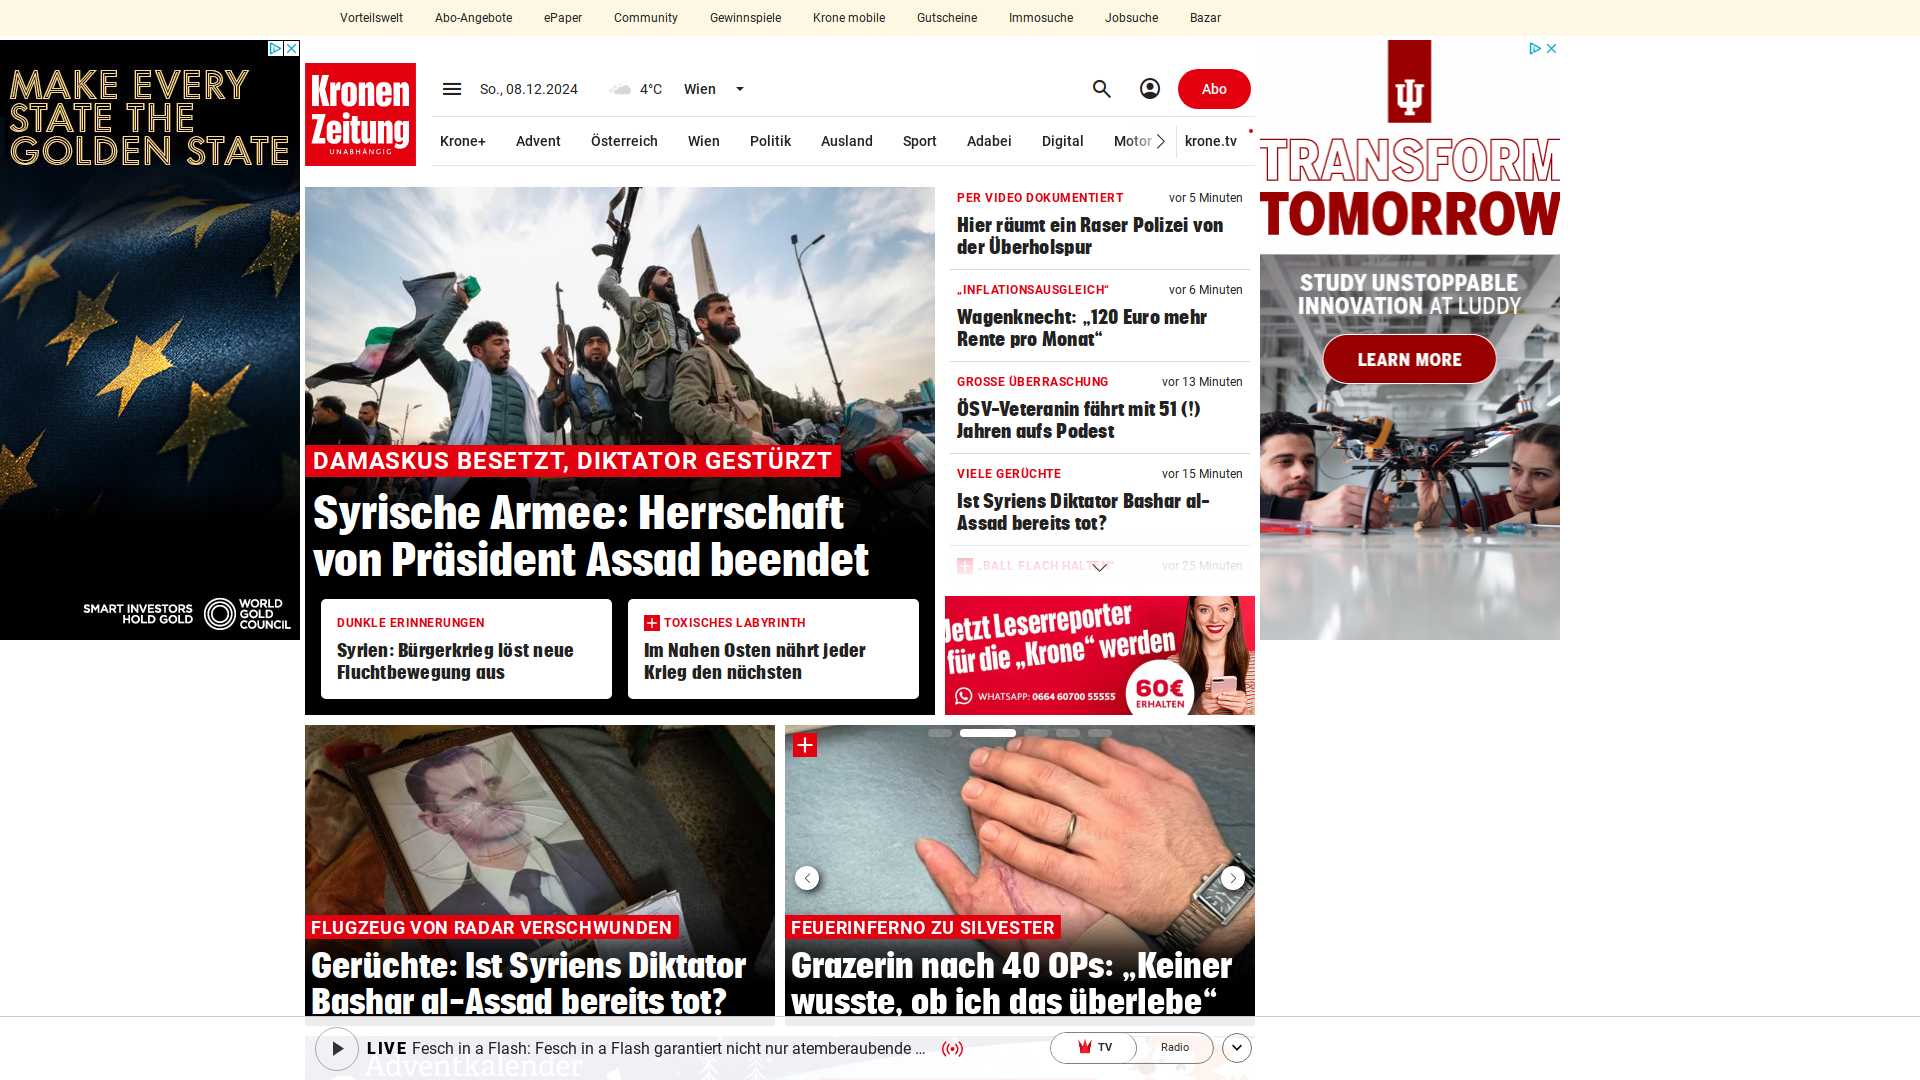 Vorteilswelt
Abo-Angebote
ePaper
Community
Gewinnspiele
Krone mobile
Gutscheine
Immosuche
Jobsuche
Bazar
MAKE EVERY
STATE THE
GOLDEN STATE
SMART INVESTORS
HOLD GOLD
WORLD
GOLD
COUNCIL
Kronen
Zeitung
UNABHÄNGIG
So., 08.12.2024
4°C
Wien
Abo
Krone+
Advent
Österreich
Wien
Politik
Ausland
Sport
Adabei
Digital
Motor
krone.tv
DAMASKUS BESETZT, DIKTATOR GESTÜRZT
Syrische Armee: Herrschaft
von Präsident Assad beendet
DUNKLE ERINNERUNGEN
Syrien: Bürgerkrieg löst neue
Fluchtbewegung aus
TOXISCHES LABYRINTH
Im Nahen Osten nährt jeder
Krieg den nächsten
PER VIDEO DOKUMENTIERT
vor 5 Minuten
Hier räumt ein Raser Polizei von
der Überholspur
„INFLATIONSAUSGLEICH“
vor 6 Minuten
Wagenknecht: „120 Euro mehr
Rente pro Monat“
GROSSE ÜBERRASCHUNG
vor 13 Minuten
ÖSV-Veteranin fährt mit 51 (!)
Jahren aufs Podest
VIELE GERÜCHTE
vor 15 Minuten
Ist Syriens Diktator Bashar al-
Assad bereits tot?
„BALL FLACH HALTEN“
vor 25 Minuten
Jetzt Leserreporter
für die „Krone“ werden
WHATSAPP: 0664 60700 55555
60€
ERHALTEN
TRANSFORM
TOMORROW
STUDY UNSTOPPABLE
INNOVATION AT LUDDY
LEARN MORE
FLUGZEUG VON RADAR VERSCHWUNDEN
Gerüchte: Ist Syriens Diktator
Bashar al-Assad bereits tot?
FEUERINFERNO ZU SILVESTER
Grazerin nach 40 OPs: „Keiner
wusste, ob ich das überlebe“
LIVE Fesch in a Flash: Fesch in a Flash garantiert nicht nur atemberaubende ...
TV
Radio
Adventkalender